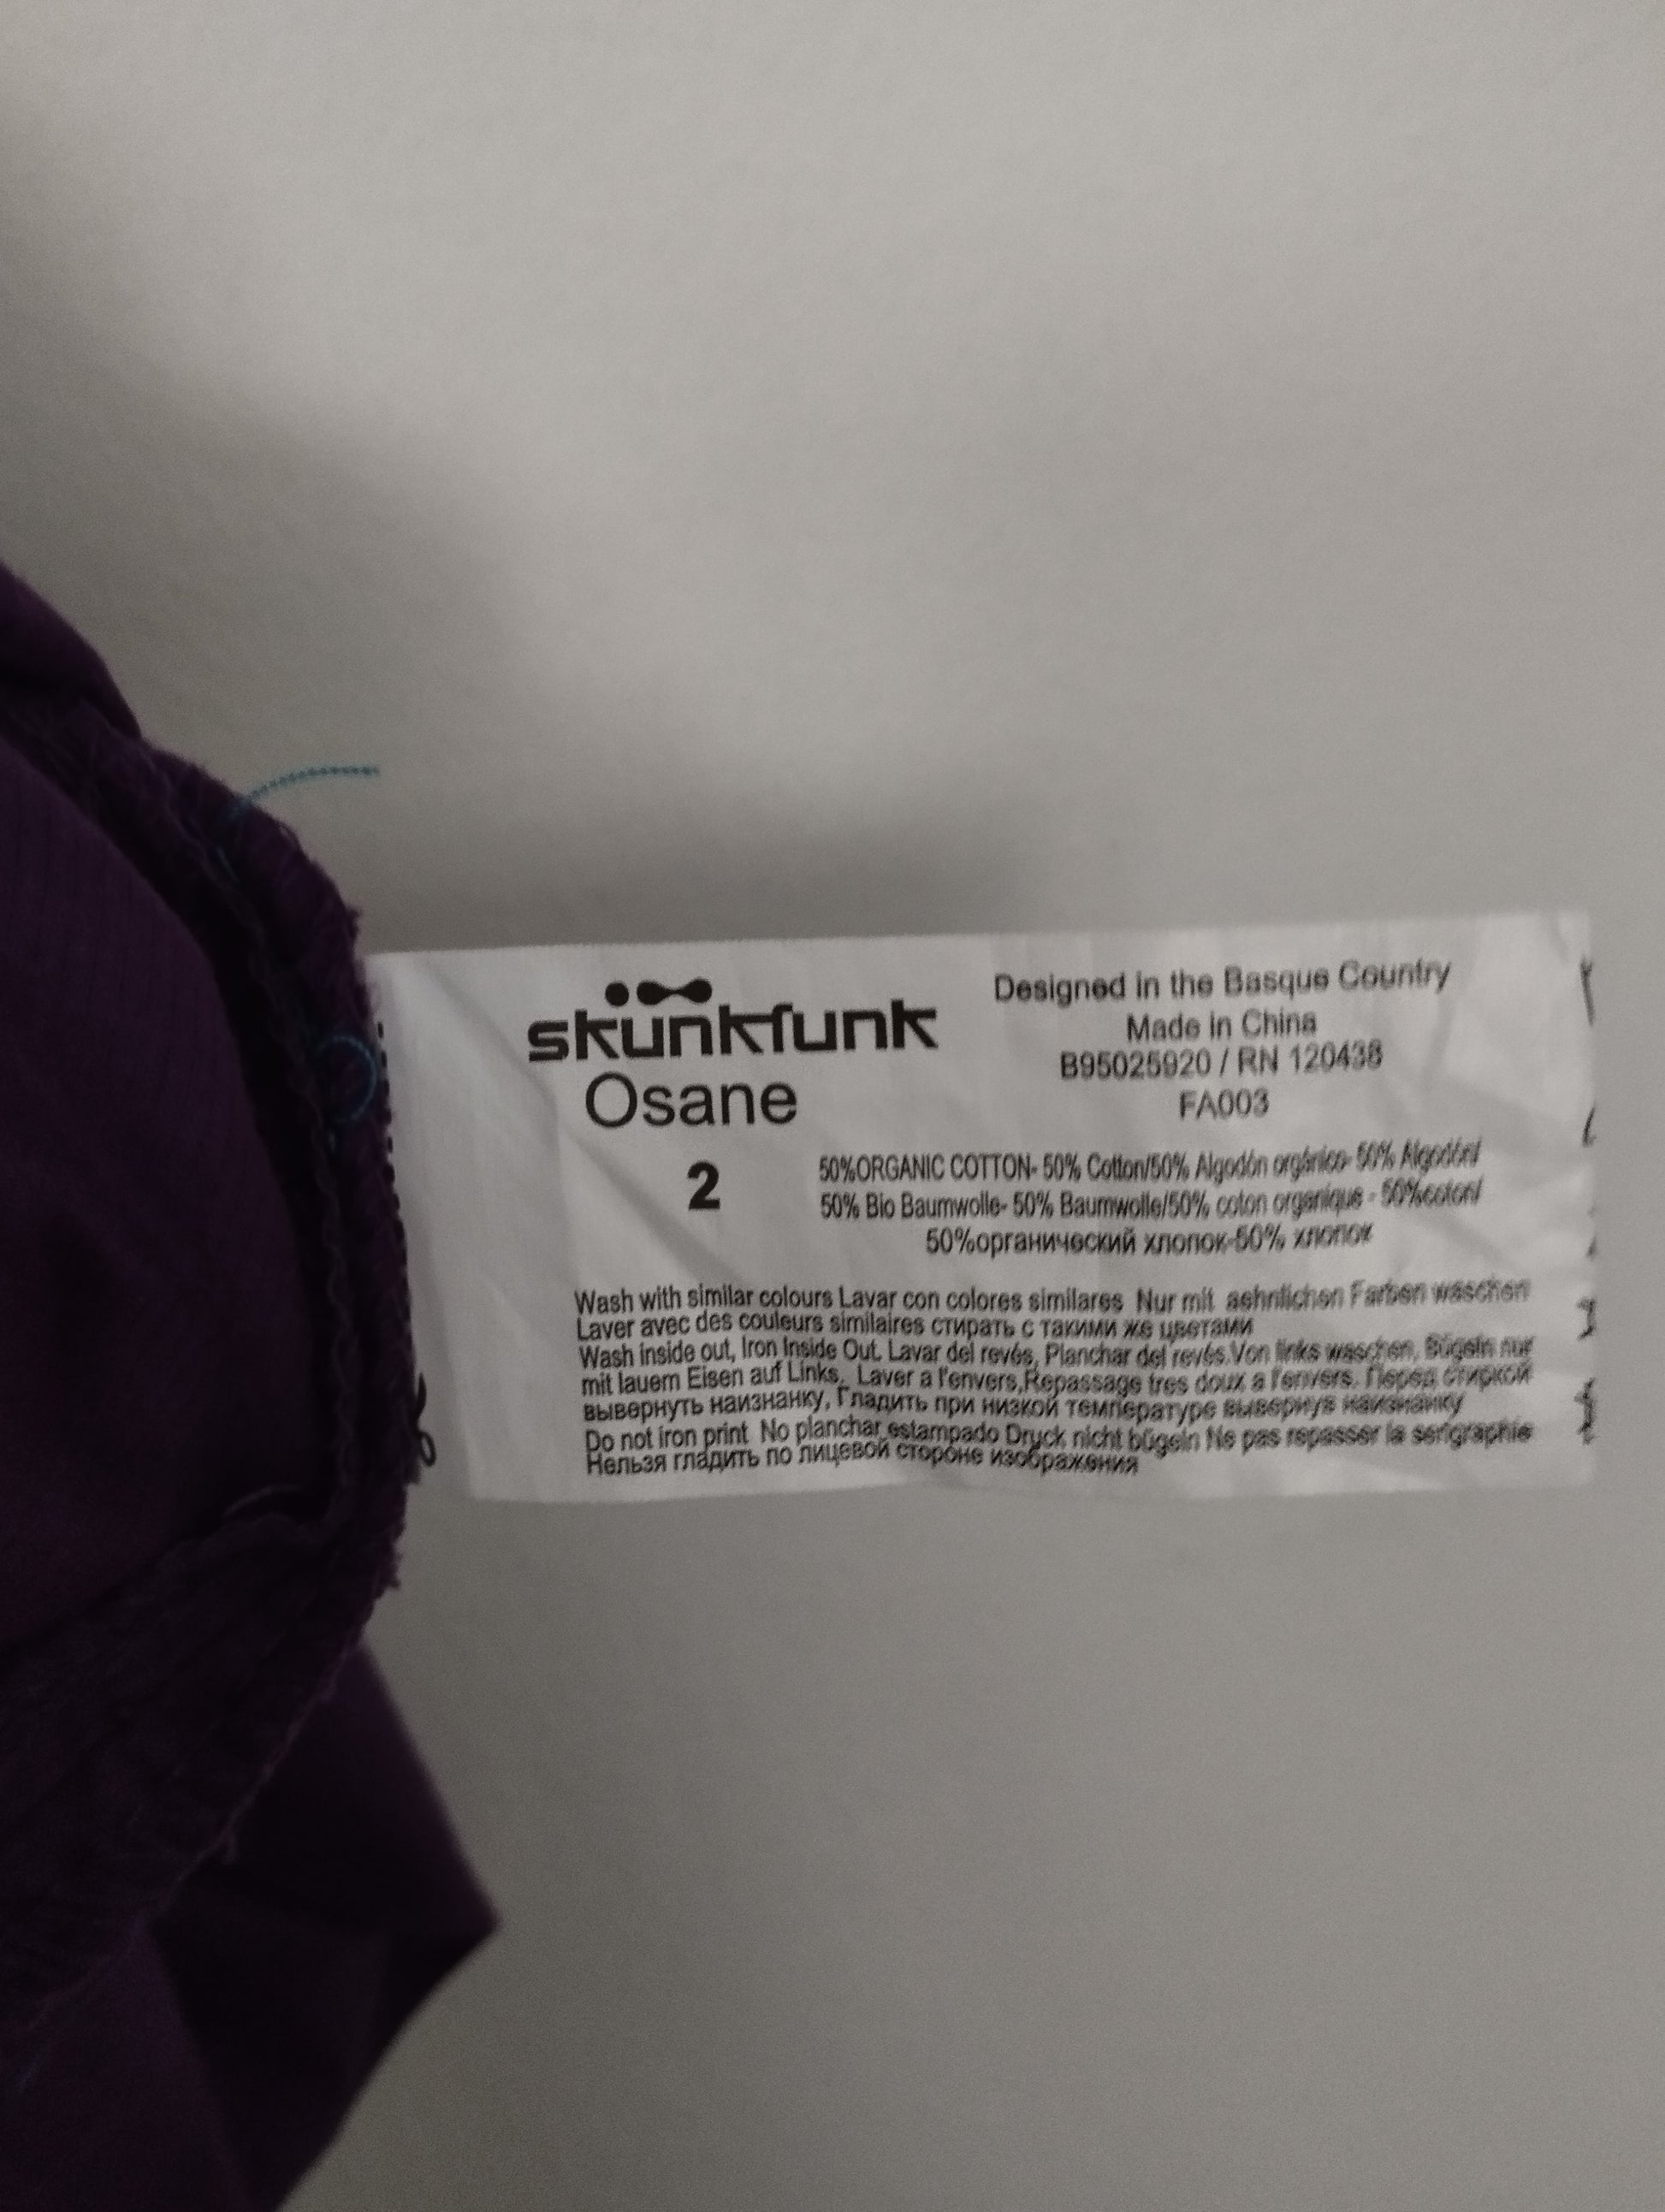 skunkfunk
Osane
2
Designed in the Basque Country
Made in China
B95025920 / RN 120438
FA003
50%ORGANIC COTTON- 50% Cotton/50% Algodón orgánico- 50% Algodón/
50% Bio Baumwolle- 50% Baumwolle/50% coton organique - 50%coton/
50%органический хлопок-50% хлопок
Wash with similar colours Lavar con colores similares Nur mit aehnlichen Farben waschen
Laver avec des couleurs similaires стирать с такими же цветами
Wash inside out, Iron Inside Out. Lavar del revés, Planchar del revés.Von links waschen, Bügeln nur
mit lauem Eisen auf Links. Laver a l'envers,Repassage tres doux a l'envers. Перед стиркой
вывернуть наизнанку, Гладить при низкой температуре вывернув наизнанку
Do not iron print No planchar estampado Druck nicht bügeln Ne pas repasser la serigraphie
Нельзя гладить по лицевой стороне изображения